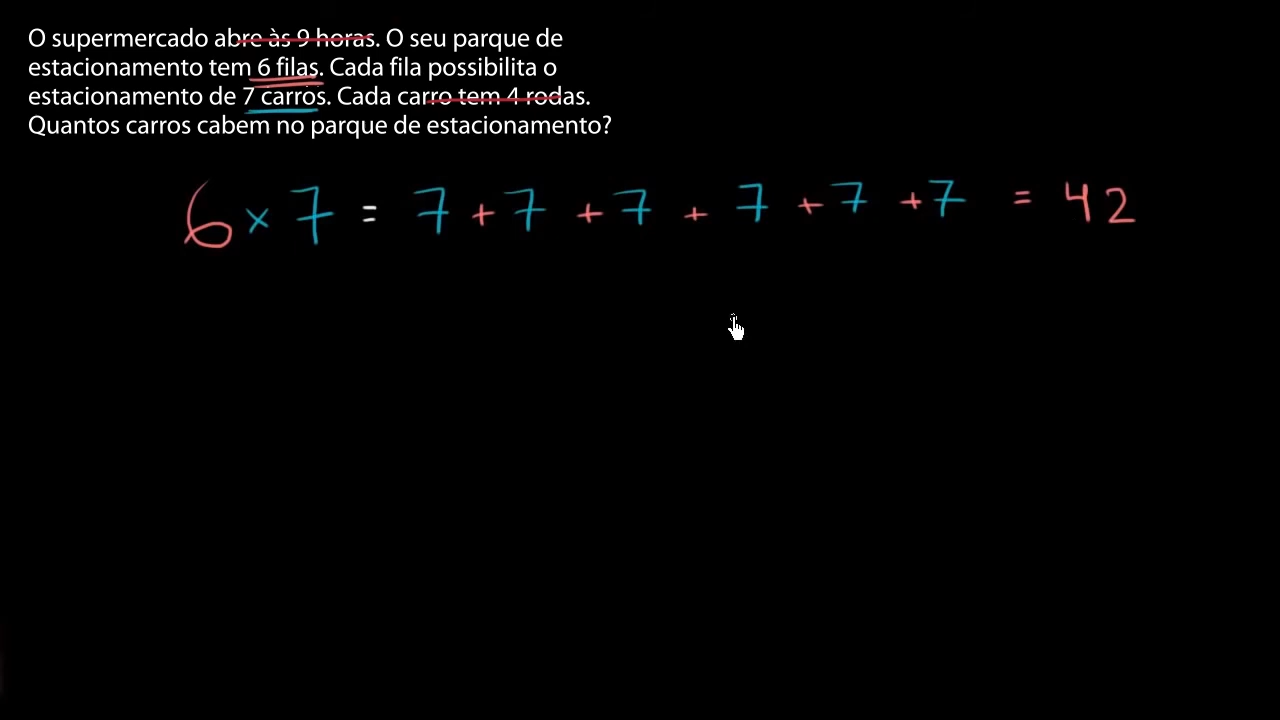 O supermercado abre às 9 horas. O seu parque de
estacionamento tem 6 filas. Cada fila possibilita o
estacionamento de 7 carros. Cada carro tem 4 rodas.
Quantos carros cabem no parque de estacionamento?
6 × 7 = 7 + 7 + 7 + 7 + 7 + 7 = 42